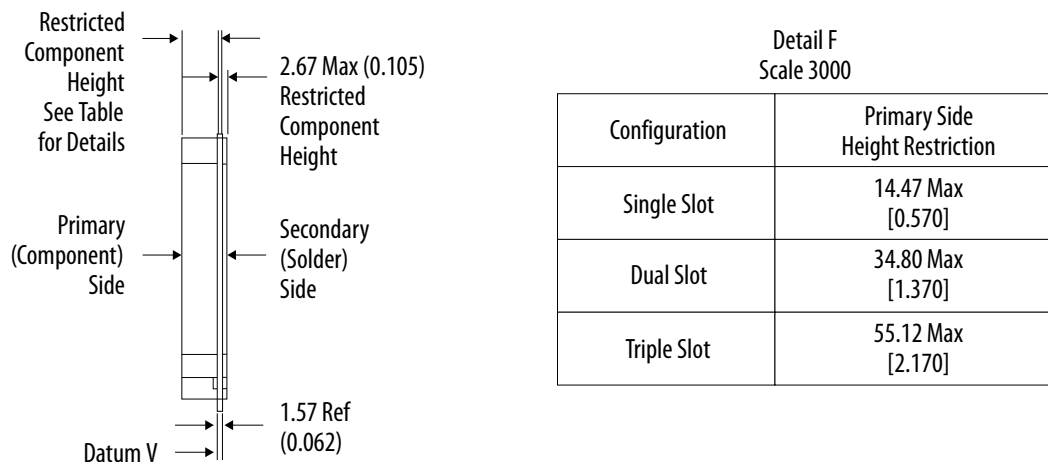 Restricted
Component
Height
See Table
for Details
2.67 Max (0.105)
Restricted
Component
Height
Primary
(Component)
Side
Secondary
(Solder)
Side
1.57 Ref
(0.062)
Datum V
Detail F
Scale 3000
Configuration
Primary Side
Height Restriction
Single Slot
14.47 Max
[0.570]
Dual Slot
34.80 Max
[1.370]
Triple Slot
55.12 Max
[2.170]